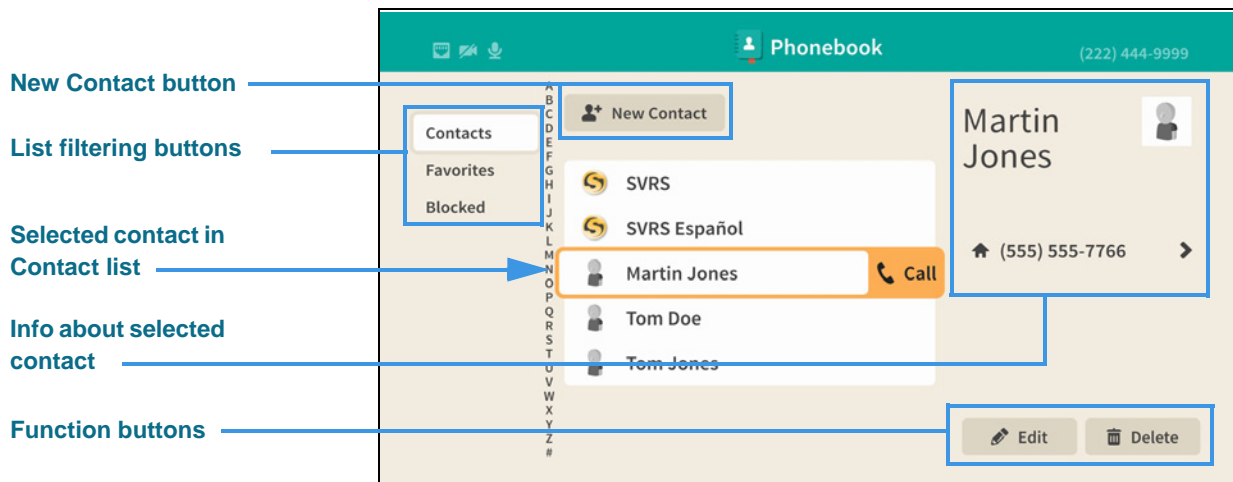 Phonebook
(222) 444-9999
New Contact button
List filtering buttons
Selected contact in
Contact list
Info about selected
contact
Function buttons
Contacts
Favorites
Blocked
A
B
C
D
E
F
G
H
I
J
K
L
M
N
O
P
Q
R
S
T
U
V
W
X
Y
Z
#
New Contact
SVRS
SVRS Español
Martin Jones
Call
Tom Doe
Tom Jones
Martin
Jones
(555) 555-7766
Edit
Delete